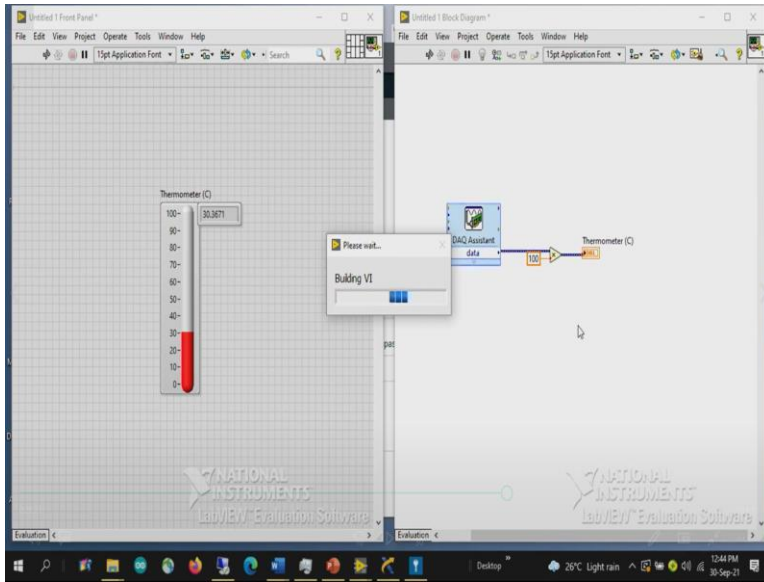 Untitled 1 Front Panel *
File Edit View Project Operate Tools Window Help
15pt Application Font
Search
Thermometer (C)
30.3671
100
90
80
70
60
50
40
30
20
10
0
NATIONAL
INSTRUMENTS
LabVIEW Evaluation Software
Evaluation
Please wait...
Building VI
Untitled 1 Block Diagram *
File Edit View Project Operate Tools Window Help
15pt Application Font
DAQ Assistant
data
100
Thermometer (C)
NATIONAL
INSTRUMENTS
LabVIEW Evaluation Software
Evaluation
Desktop
26°C Light rain
12:44 PM
30-Sep-21